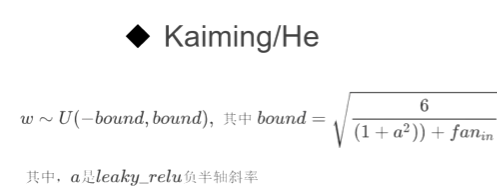 ◆ Kaiming/He
w ∼ U(−bound, bound), 其中 bound = √(6 / ((1 + a²)) + fan_in)
其中，a是leaky_relu负半轴斜率